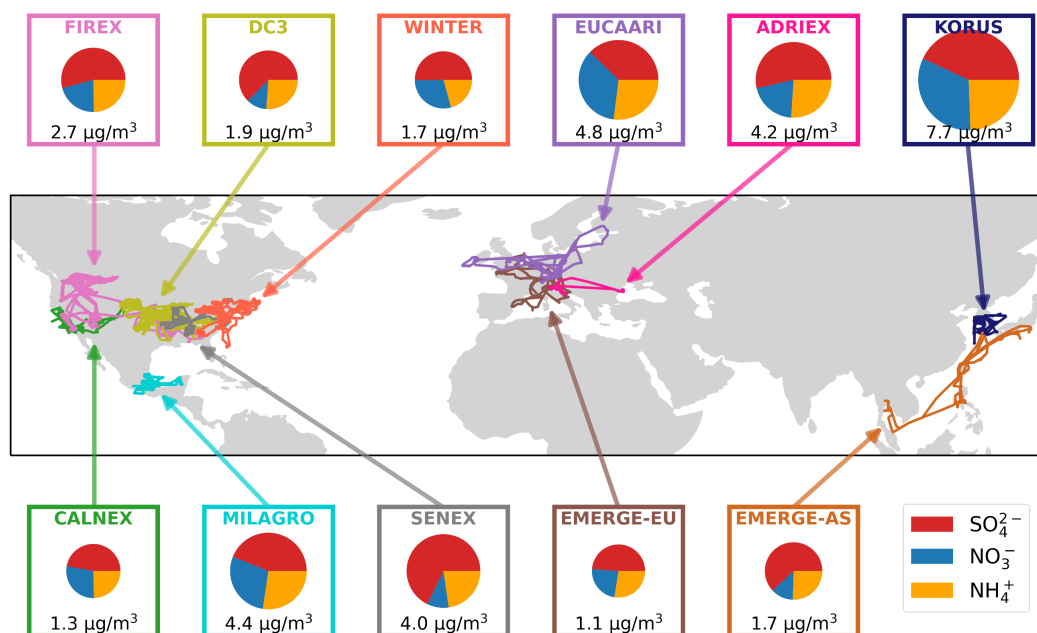 FIREX DC3 WINTER EUCAARI ADRIEX KORUS
2.7 μg/m³ 1.9 μg/m³ 1.7 μg/m³ 4.8 μg/m³ 4.2 μg/m³ 7.7 μg/m³
CALNEX MILAGRO SENEX EMERGE-EU EMERGE-AS
1.3 μg/m³ 4.4 μg/m³ 4.0 μg/m³ 1.1 μg/m³ 1.7 μg/m³
SO₄²⁻
NO₃⁻
NH₄⁺